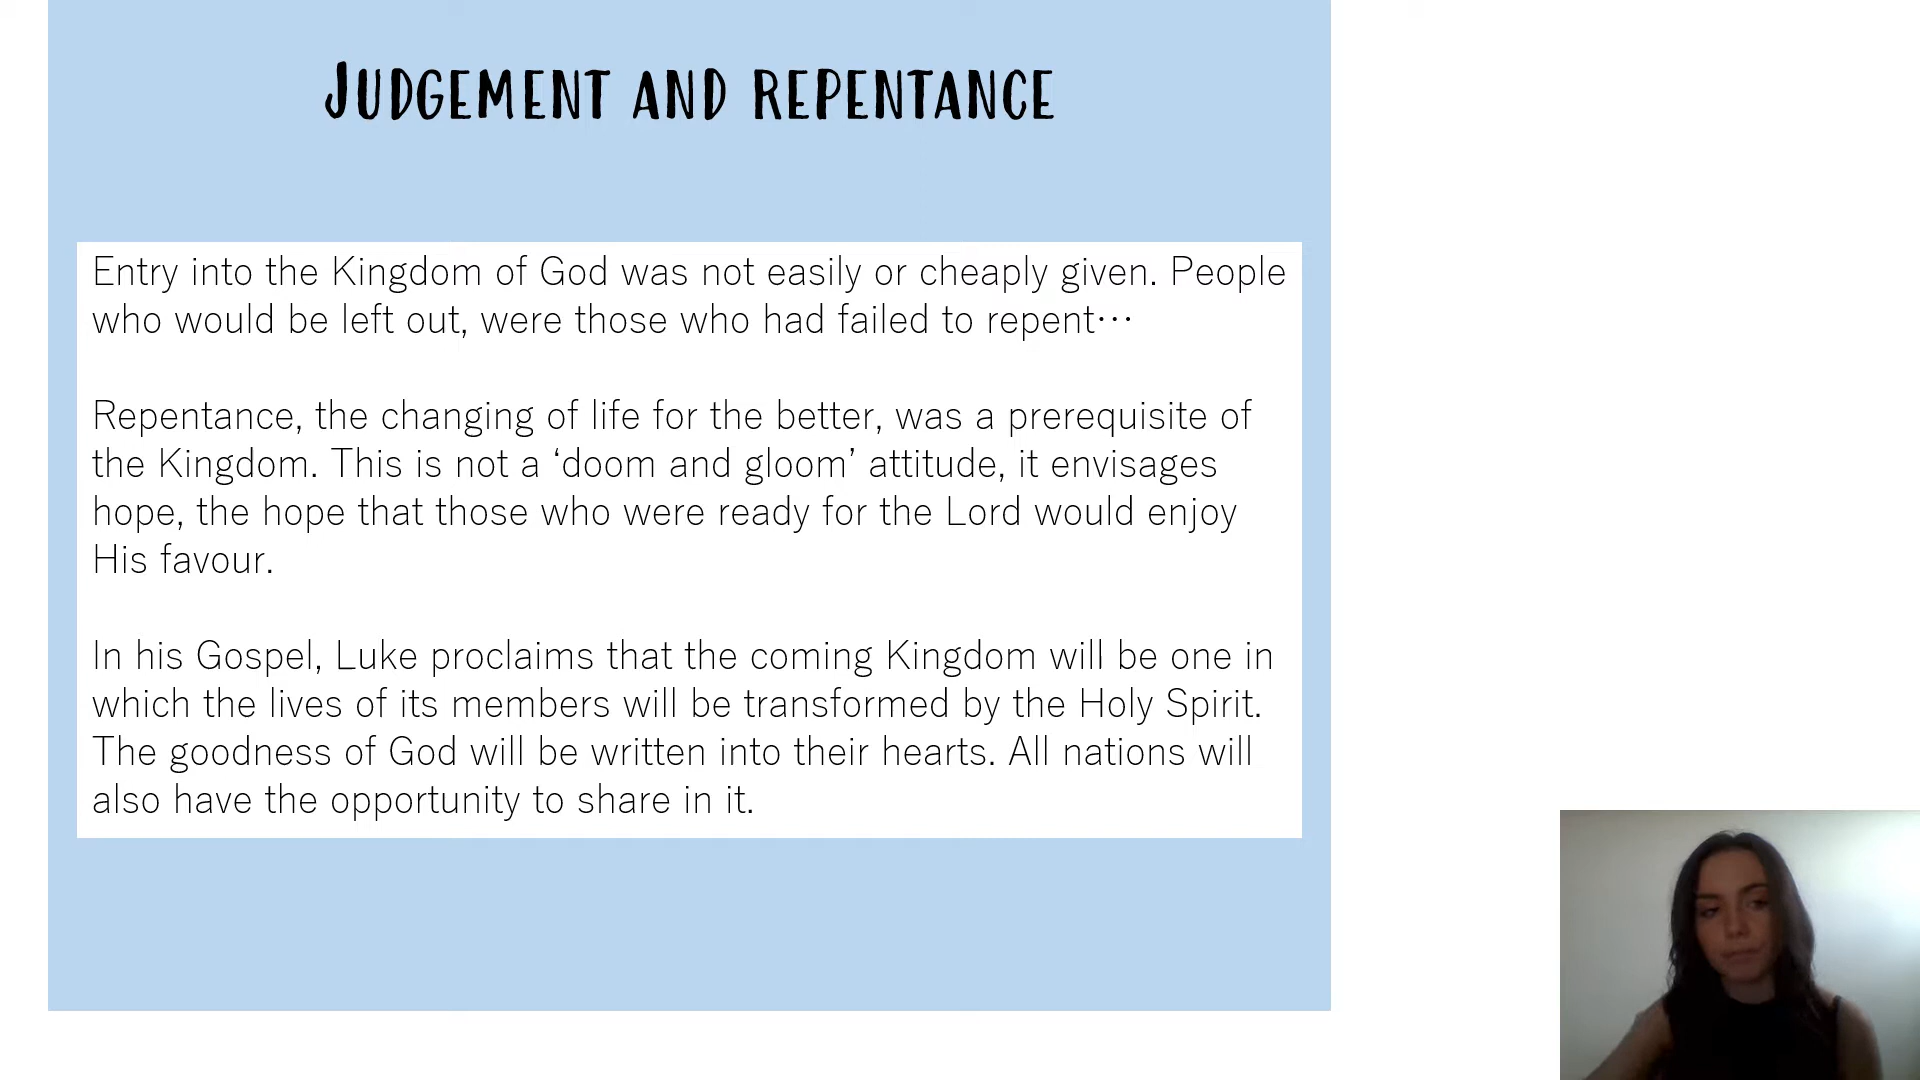 JUDGEMENT AND REPENTANCE
Entry into the Kingdom of God was not easily or cheaply given. People
who would be left out, were those who had failed to repent…
Repentance, the changing of life for the better, was a prerequisite of
the Kingdom. This is not a ‘doom and gloom’ attitude, it envisages
hope, the hope that those who were ready for the Lord would enjoy
His favour.
In his Gospel, Luke proclaims that the coming Kingdom will be one in
which the lives of its members will be transformed by the Holy Spirit.
The goodness of God will be written into their hearts. All nations will
also have the opportunity to share in it.